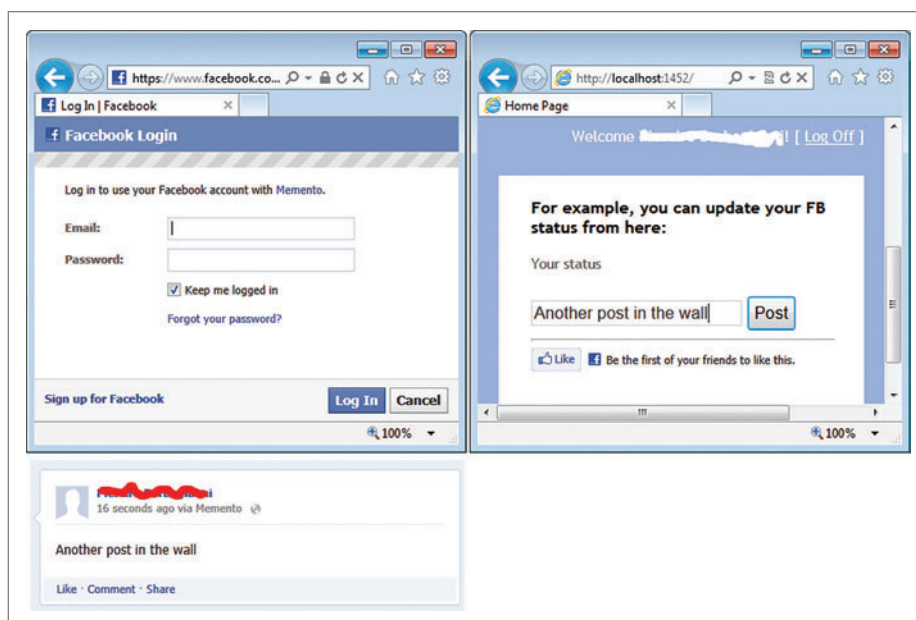 https://www.facebook.co...
Log In | Facebook
Facebook Login
Log in to use your Facebook account with Memento.
Email:
Password:
Keep me logged in
Forgot your password?
Sign up for Facebook
Log In
Cancel
100%
http://localhost:1452/
Home Page
Welcome ! [ Log Off ]
For example, you can update your FB
status from here:
Your status
Another post in the wall
Post
Like
Be the first of your friends to like this.
100%
16 seconds ago via Memento
Another post in the wall
Like · Comment · Share